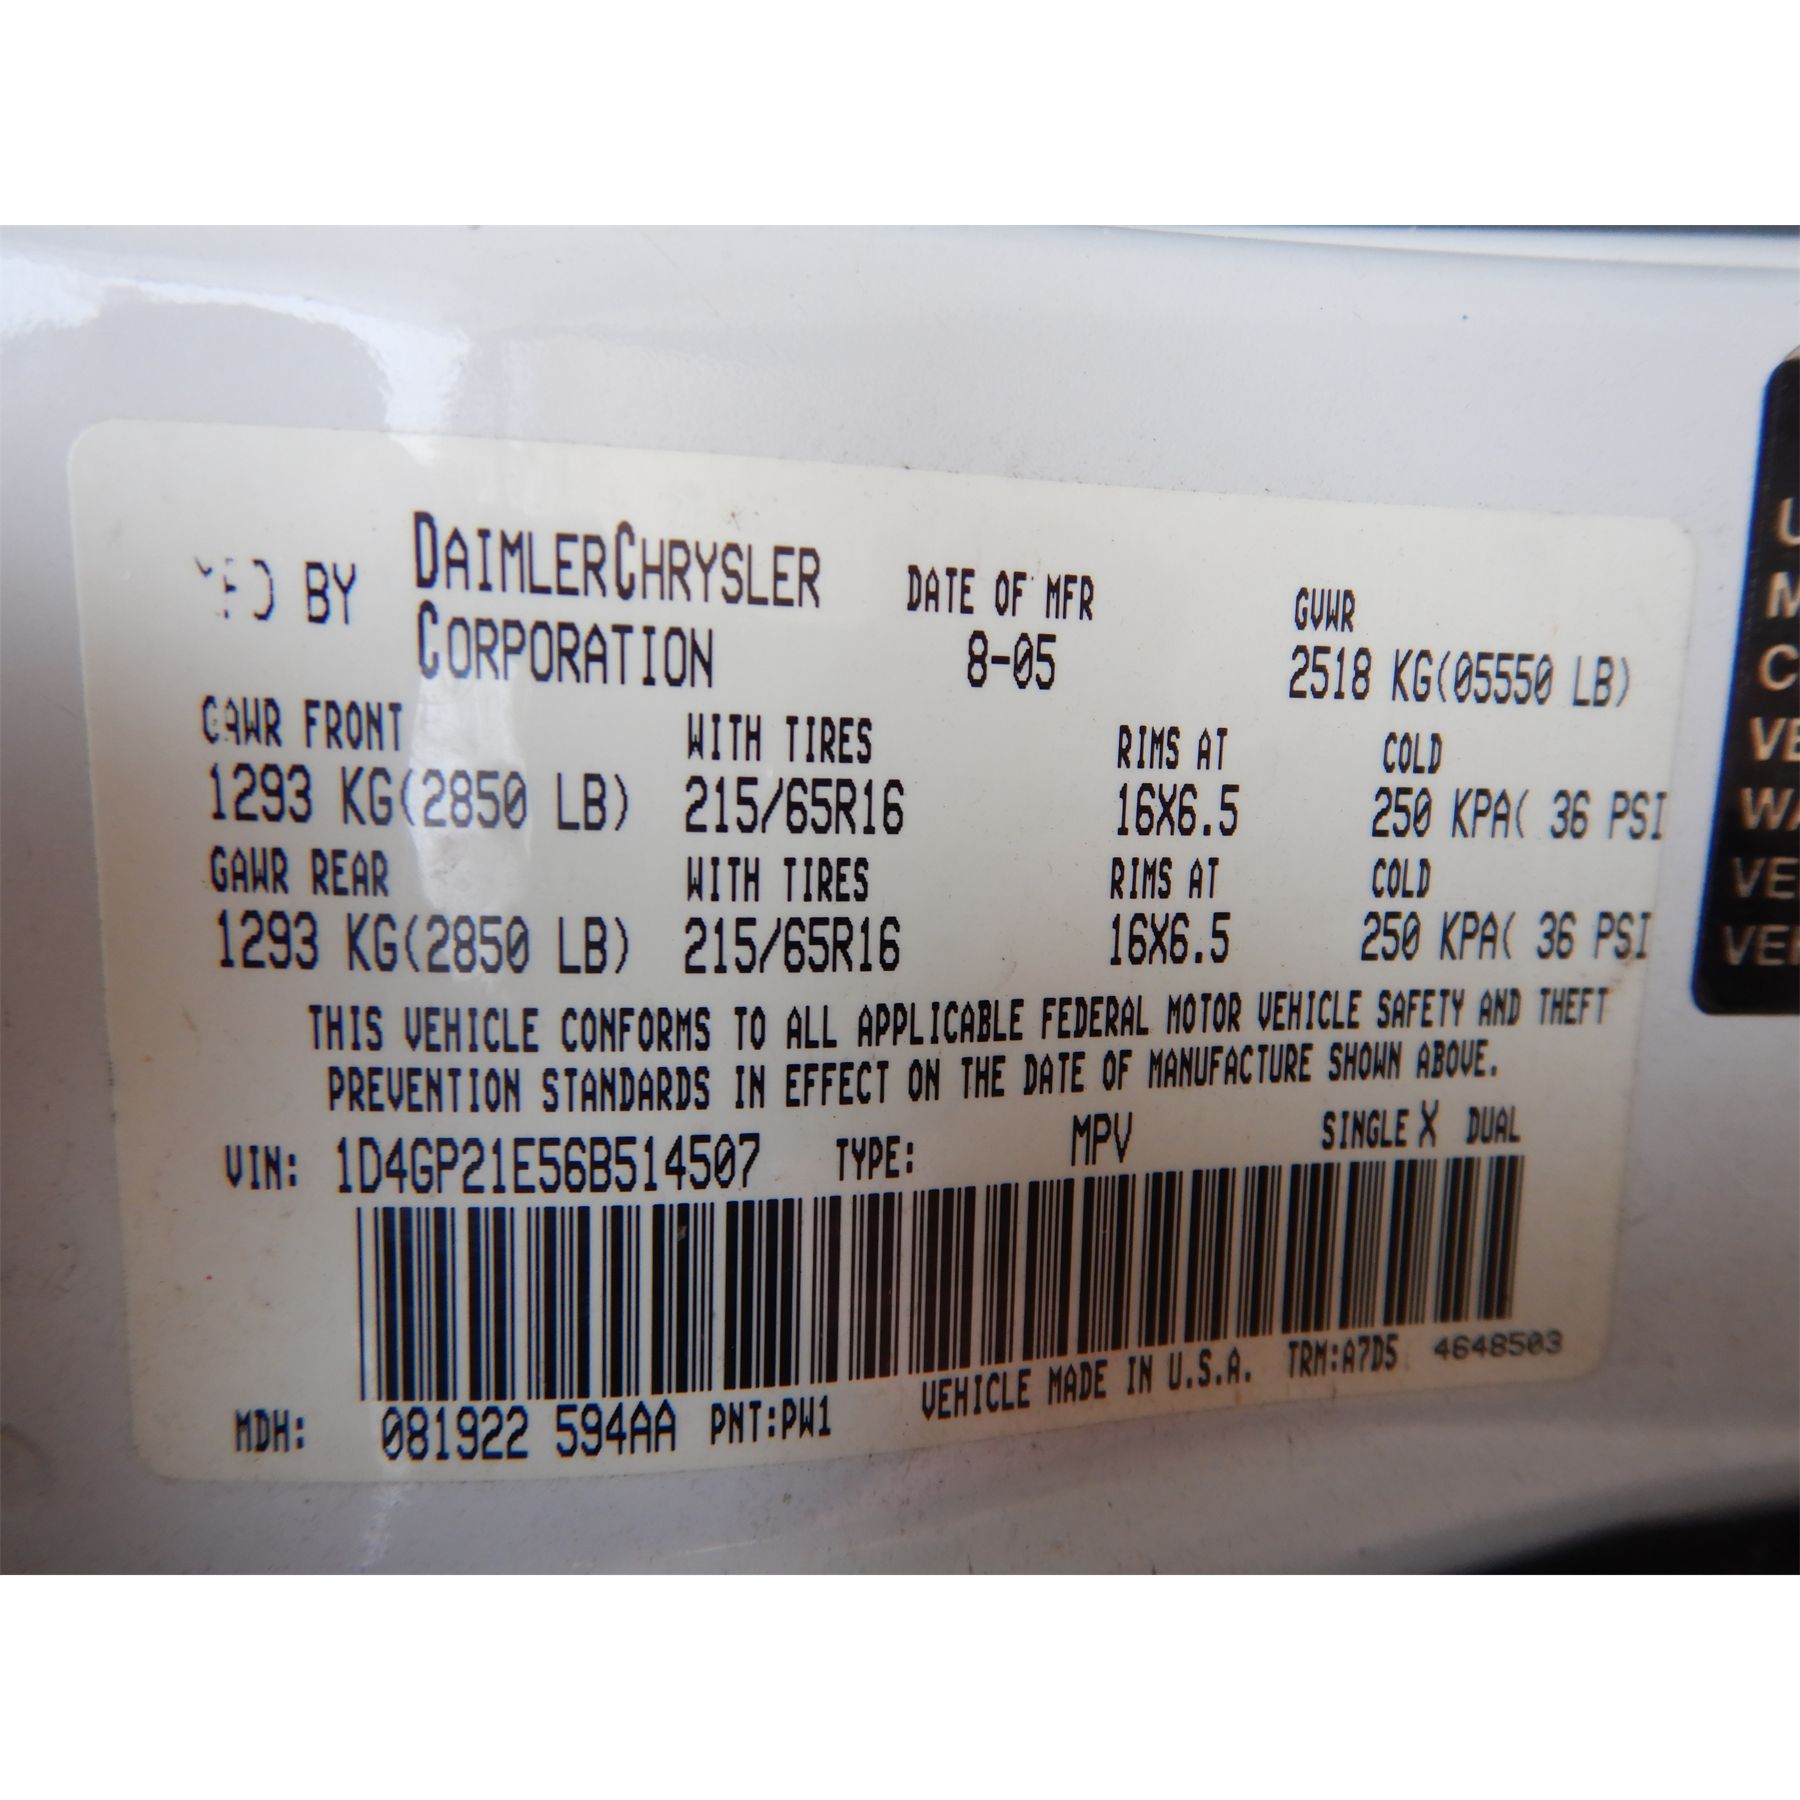 BY DAIMLERCHRYSLER CORPORATION
DATE OF MFR
8-05
GVWR
2518 KG(05550 LB)
GAWR FRONT WITH TIRES RIMS AT COLD
1293 KG(2850 LB) 215/65R16 16X6.5 250 KPA( 36 PSI
GAWR REAR WITH TIRES RIMS AT COLD
1293 KG(2850 LB) 215/65R16 16X6.5 250 KPA( 36 PSI
THIS VEHICLE CONFORMS TO ALL APPLICABLE FEDERAL MOTOR VEHICLE SAFETY AND THEFT
PREVENTION STANDARDS IN EFFECT ON THE DATE OF MANUFACTURE SHOWN ABOVE.
VIN: 1D4GP21E56B514507 TYPE: MPV SINGLE X DUAL
MDH: 081922 594AA PNT:PW1 VEHICLE MADE IN U.S.A. TRM:A7D5 4648503